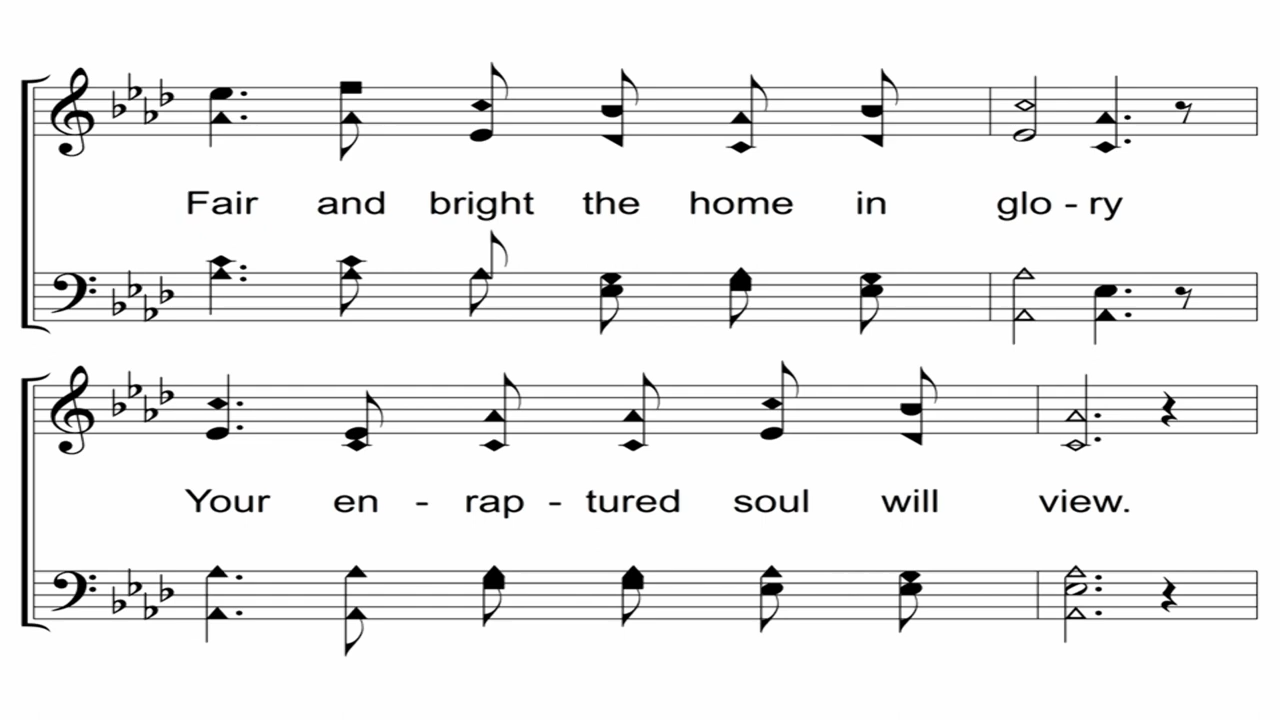 Fair and bright the home in glo - ry
Your en - rap - tured soul will view.